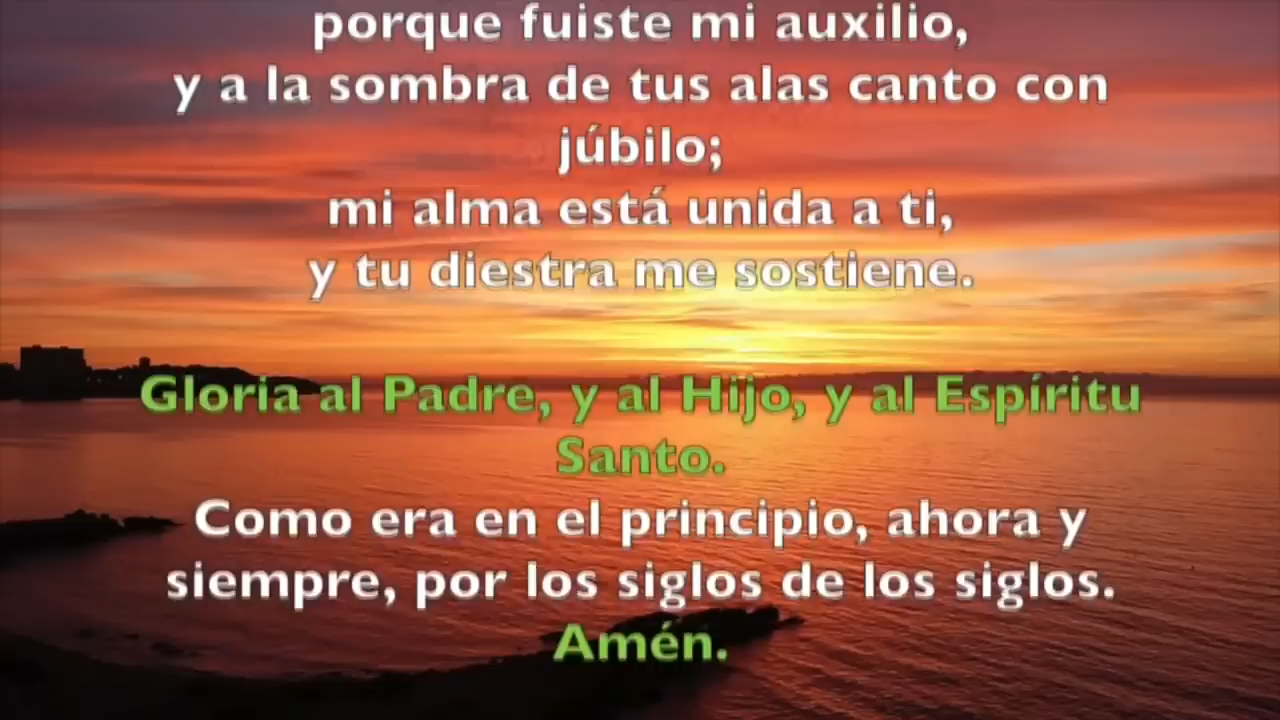 porque fuiste mi auxilio,
y a la sombra de tus alas canto con
júbilo;
mi alma está unida a ti,
y tu diestra me sostiene.
Gloria al Padre, y al Hijo, y al Espíritu
Santo.
Como era en el principio, ahora y
siempre, por los siglos de los siglos.
Amén.